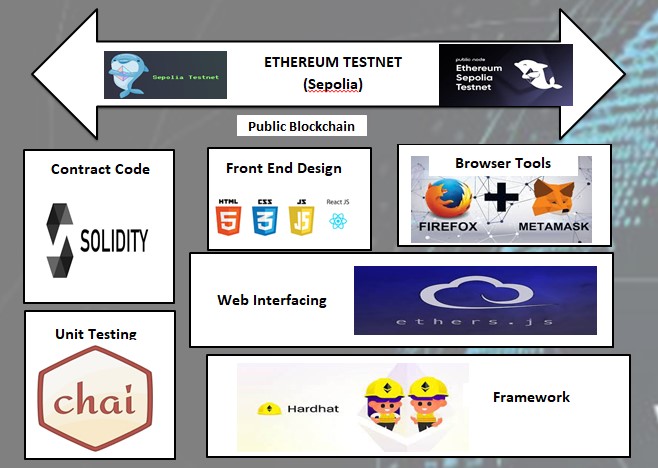 ETHEREUM TESTNET
(Sepolia)
Sepolia Testnet
public node
Ethereum
Sepolia
Testnet
Public Blockchain
Contract Code
SOLIDITY
Front End Design
HTML CSS JS React JS
5 3 JS
Browser Tools
FIREFOX METAMASK
Web Interfacing
ethers.js
Unit Testing
chai
Hardhat
Framework